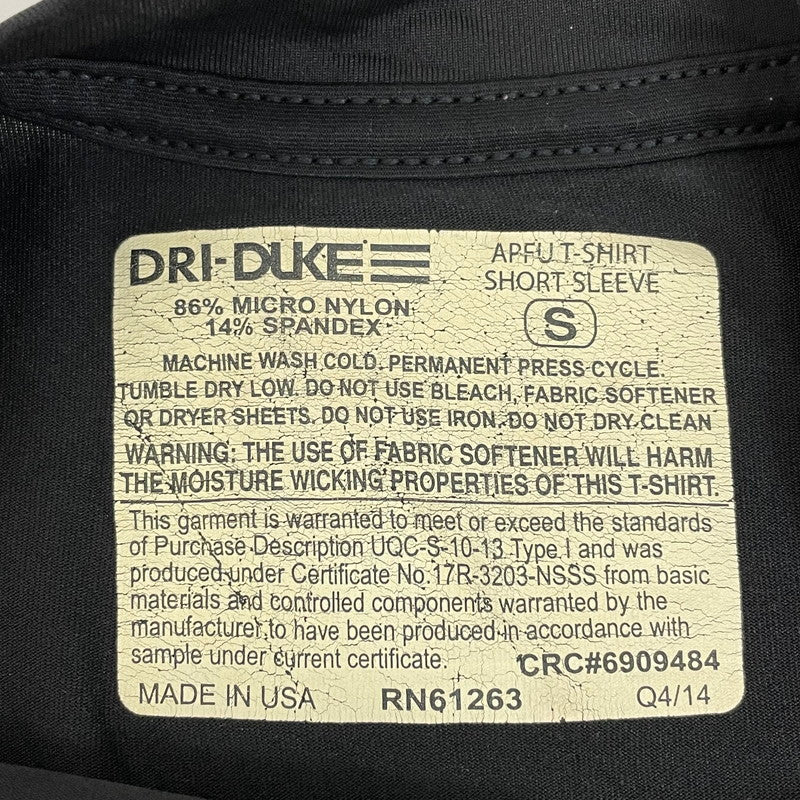 DRI-DUKE
APFU T-SHIRT
SHORT SLEEVE
86% MICRO NYLON
14% SPANDEX
S
MACHINE WASH COLD. PERMANENT PRESS CYCLE.
TUMBLE DRY LOW. DO NOT USE BLEACH, FABRIC SOFTENER
OR DRYER SHEETS. DO NOT USE IRON. DO NOT DRY CLEAN
WARNING: THE USE OF FABRIC SOFTENER WILL HARM
THE MOISTURE WICKING PROPERTIES OF THIS T-SHIRT.
This garment is warranted to meet or exceed the standards
of Purchase Description UQC-S-10-13 Type I and was
produced under Certificate No.17R-3203-NSSS from basic
materials and controlled components warranted by the
manufacturer to have been produced in accordance with
sample under current certificate.
CRC#6909484
MADE IN USA RN61263 Q4/14